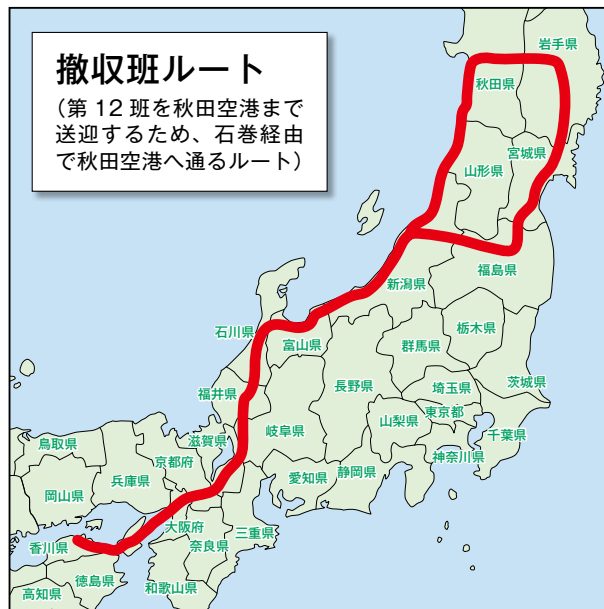 撤収班ルート
（第 12 班を秋田空港まで
送迎するため、石巻経由
で秋田空港へ通るルート）
岩手県
秋田県
宮城県
山形県
福島県
新潟県
栃木県
石川県
富山県
群馬県
長野県
埼玉県
茨城県
福井県
岐阜県
山梨県
東京都
千葉県
滋賀県
鳥取県
京都府
神奈川県
愛知県
静岡県
兵庫県
岡山県
大阪府
三重県
奈良県
香川県
徳島県
和歌山県
高知県